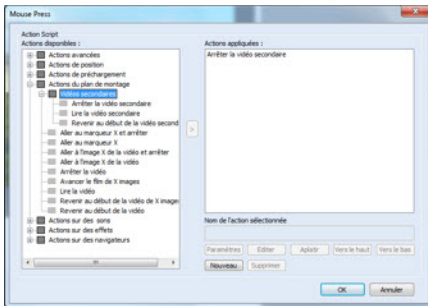 Mouse Press
Action Script
Actions disponibles :
Actions avancées
Actions de position
Actions de préchargement
Actions du plan de montage
Vidéos secondaires
Arrêter la vidéo secondaire
Lire la vidéo secondaire
Revenir au début de la vidéo second
Aller au marqueur X et arrêter
Aller au marqueur X
Aller à l'image X de la vidéo et arrêter
Aller à l'image X de la vidéo
Arrêter la vidéo
Avancer le film de X images
Lire la vidéo
Revenir au début de la vidéo de X image
Revenir au début de la vidéo
Actions sur des sons
Actions sur des effets
Actions sur des navigateurs
>
Actions appliquées :
Arrêter la vidéo secondaire
Nom de l'action sélectionnée
Paramètres Editer Aplatir Vers le haut Vers le bas
Nouveau Supprimer
OK Annuler